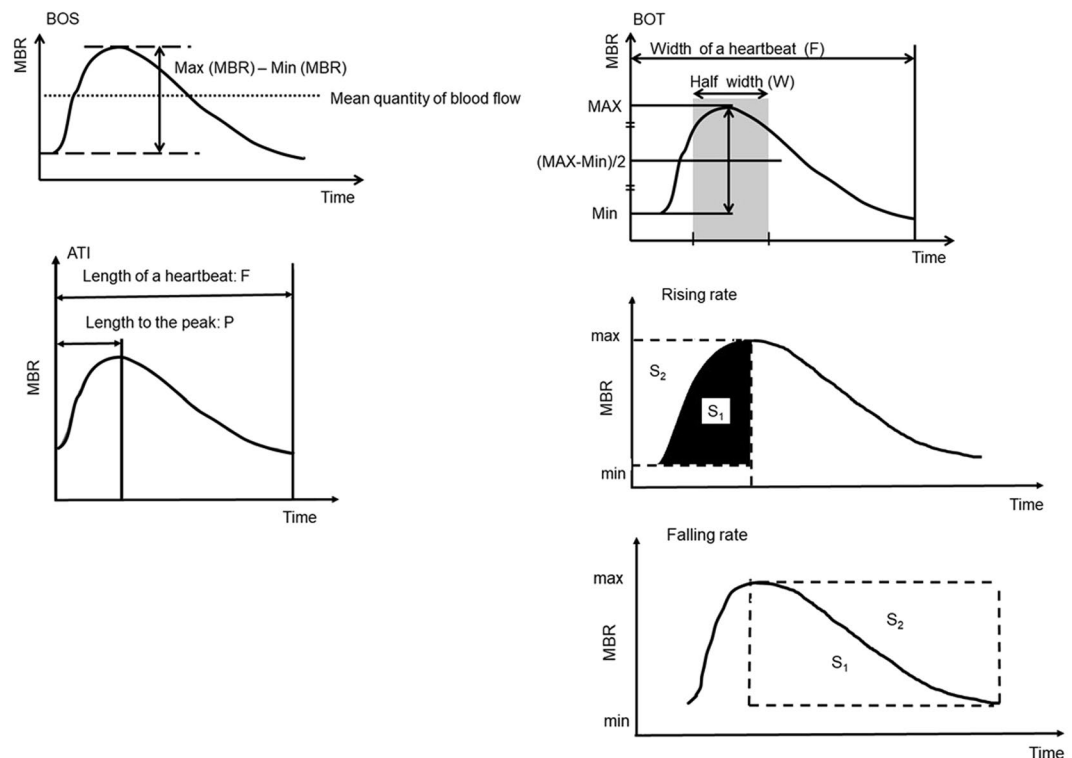 BOS
MBR
Max (MBR) – Min (MBR)
Mean quantity of blood flow
Time
BOT
MBR
Width of a heartbeat (F)
Half width (W)
MAX
(MAX-Min)/2
Min
Time
ATI
Length of a heartbeat: F
Length to the peak: P
MBR
Time
Rising rate
max
S2
MBR
S1
min
Time
Falling rate
max
S2
MBR
S1
min
Time